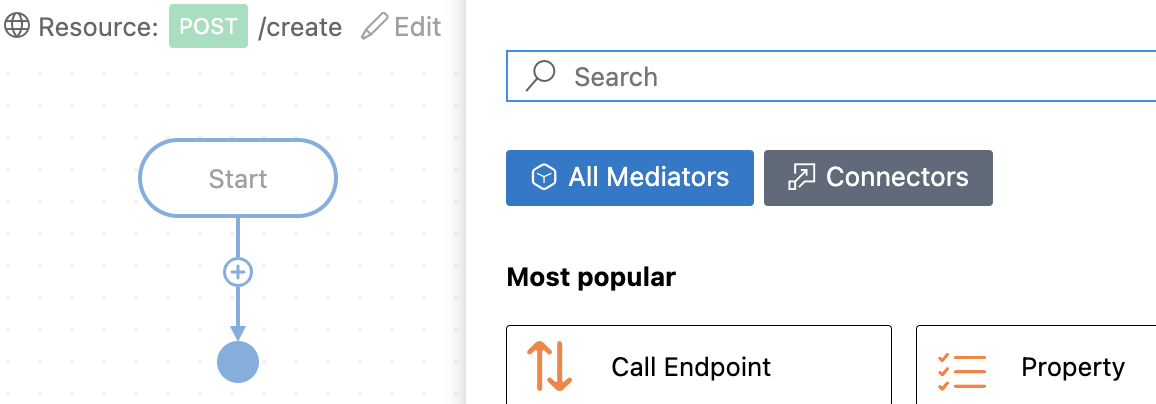 Resource: POST /create Edit
Search
All Mediators Connectors
Start
Most popular
Call Endpoint Property